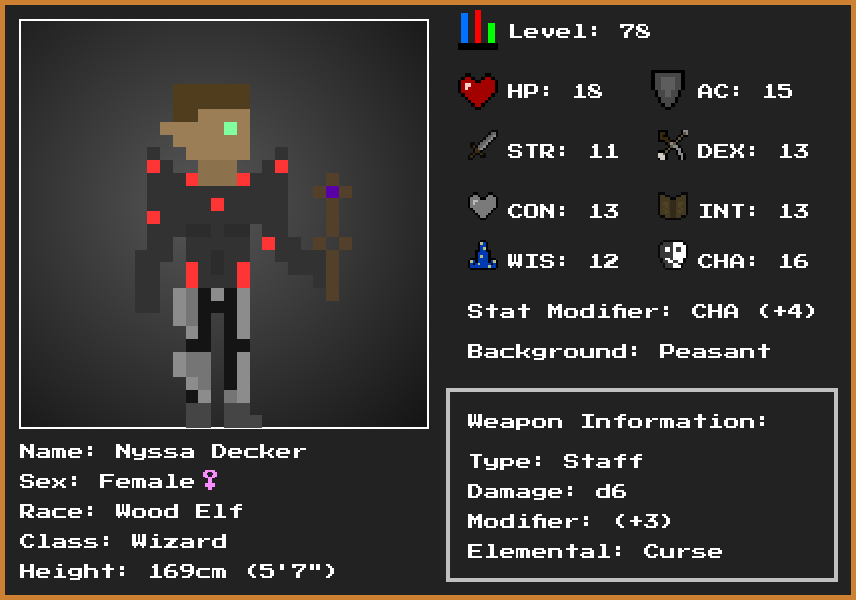 Level: 78
HP: 18
AC: 15
STR: 11
DEX: 13
CON: 13
INT: 13
WIS: 12
CHA: 16
Stat Modifier: CHA (+4)
Background: Peasant
Weapon Information:
Type: Staff
Damage: d6
Modifier: (+3)
Elemental: Curse
Name: Nyssa Decker
Sex: Female♀
Race: Wood Elf
Class: Wizard
Height: 169cm (5'7")